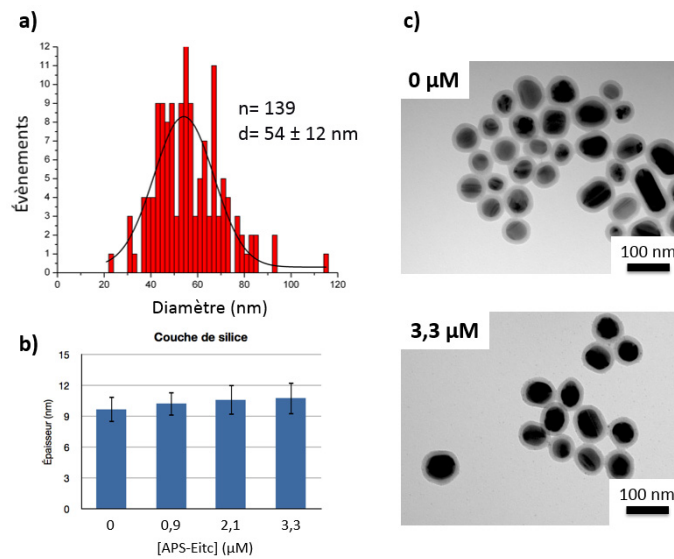 a)
12
11
10
9
8
7
6
5
4
3
2
1
0
Évènements
0
20
40
60
80
100
120
Diamètre (nm)
n= 139
d= 54 ± 12 nm
b)
Couche de silice
15
12
9
6
3
0
Épaisseur (nm)
0
0,9
2,1
3,3
[APS-Eitc] (µM)
c)
0 µM
100 nm
3,3 µM
100 nm